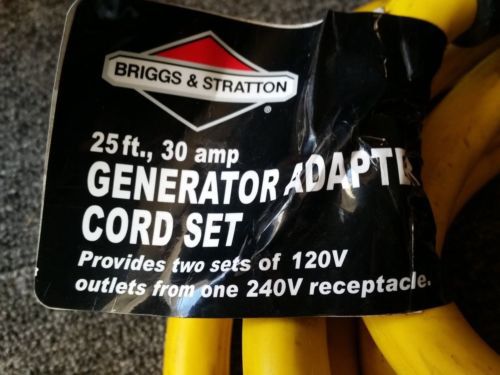 BRIGGS & STRATTON
®
25 ft., 30 amp
GENERATOR ADAPTE
CORD SET
Provides two sets of 120V
outlets from one 240V receptacle.